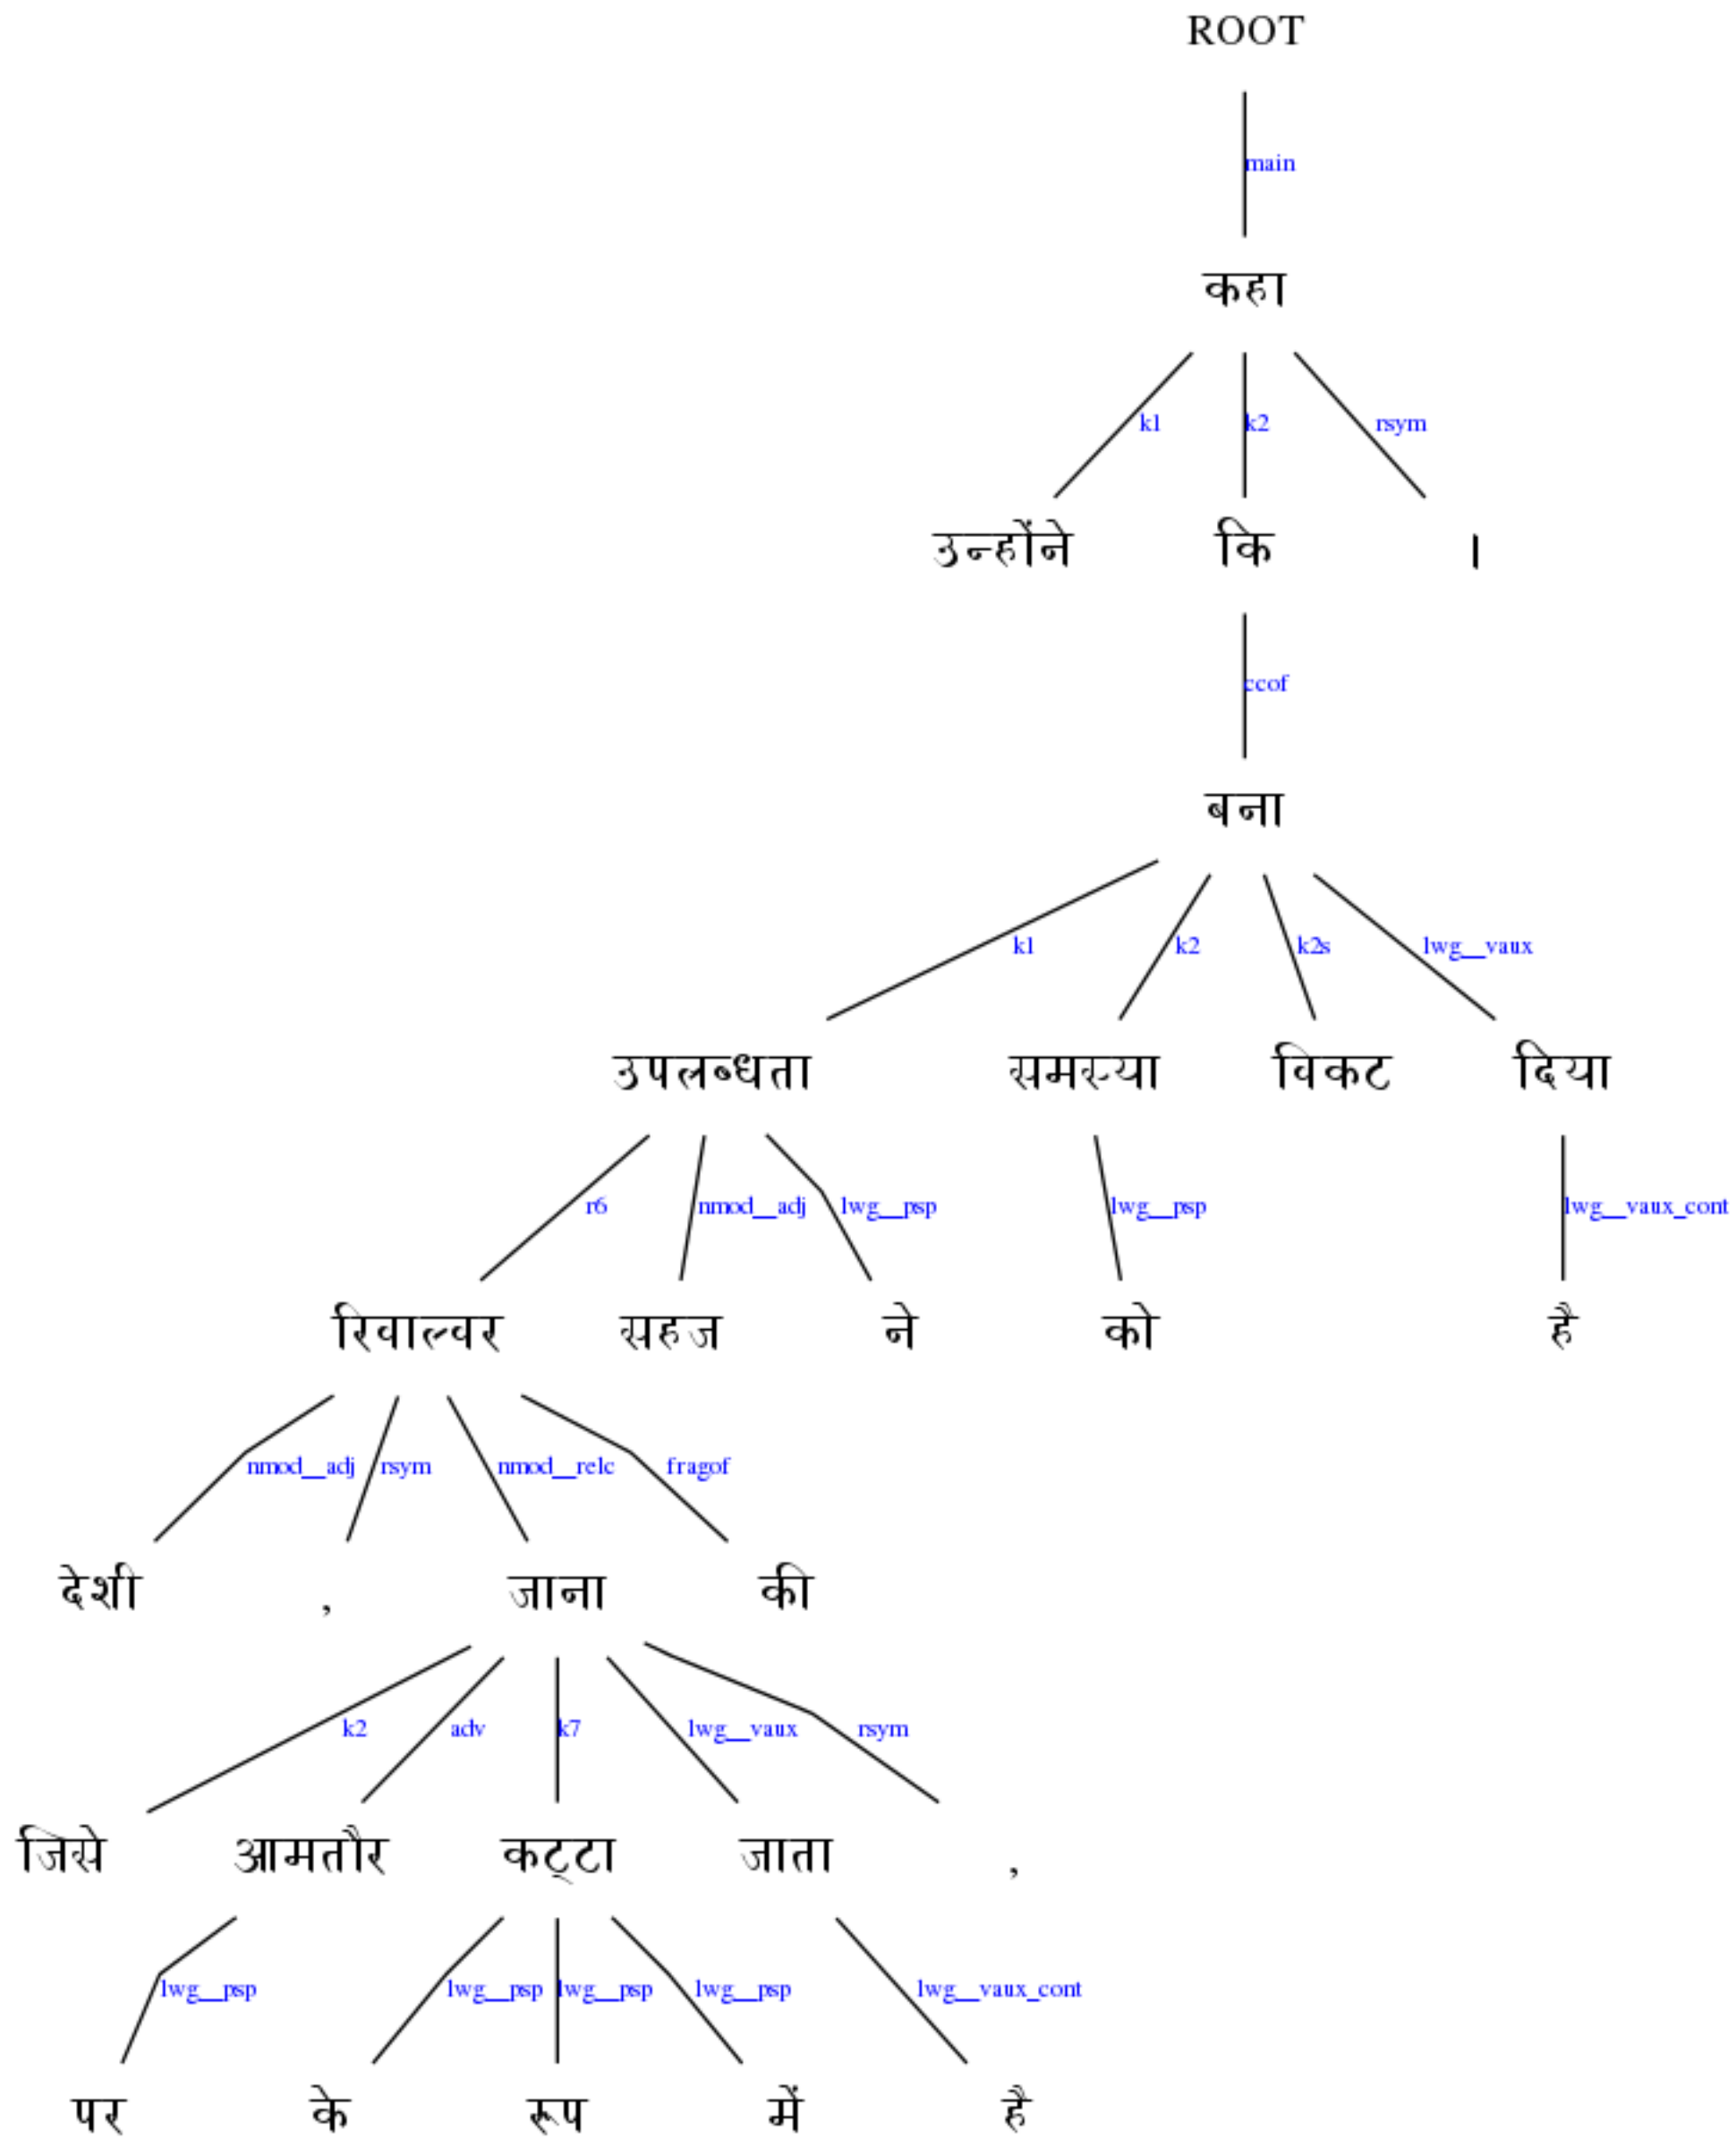 ROOT
main
कहा
k1 k2 rsym
उन्होंने कि ।
ccof
बना
k1 k2 k2s lwg__vaux
उपलब्धता समस्या विकट दिया
r6 nmod__adj lwg__psp lwg__psp lwg__vaux_cont
रिवाल्वर सहज ने को है
nmod__adj rsym nmod__relc fragof
देशी , जाना की
k2 adv k7 lwg__vaux rsym
जिसे आमतौर कट्टा जाता ,
lwg__psp lwg__psp lwg__psp lwg__psp lwg__vaux_cont
पर के रूप में है